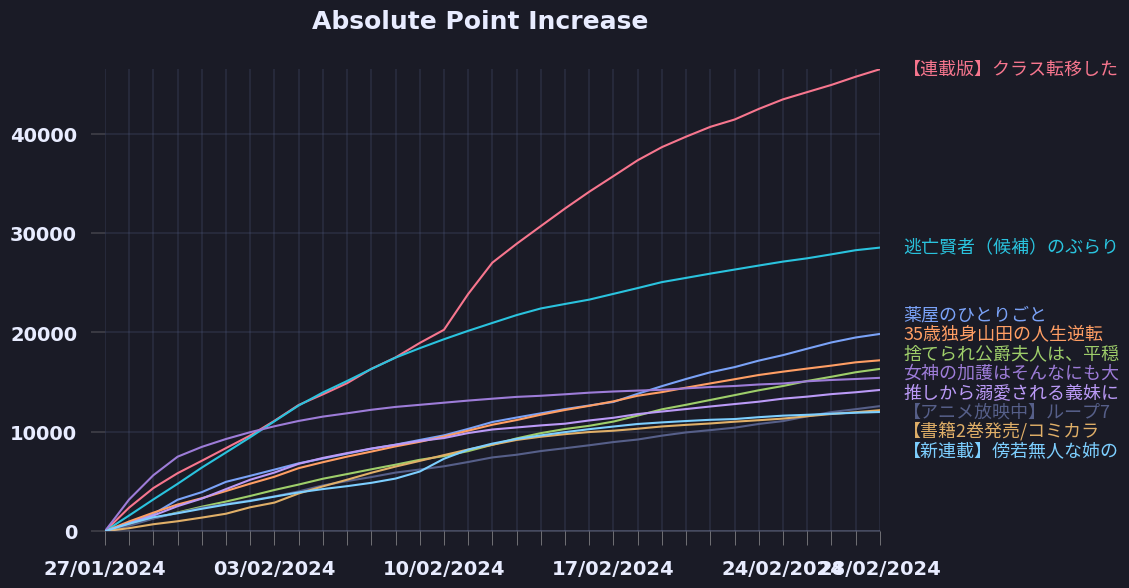 Absolute Point Increase
40000
30000
20000
10000
0
27/01/2024
03/02/2024
10/02/2024
17/02/2024
24/02/2024
28/02/2024
【連載版】クラス転移した
逃亡賢者（候補）のぶらり
薬屋のひとりごと
35歳独身山田の人生逆転
捨てられ公爵夫人は、平穏
女神の加護はそんなにも大
推しから溺愛される義妹に
【アニメ放映中】ループ7
【書籍2巻発売/コミカラ
【新連載】傍若無人な姉の